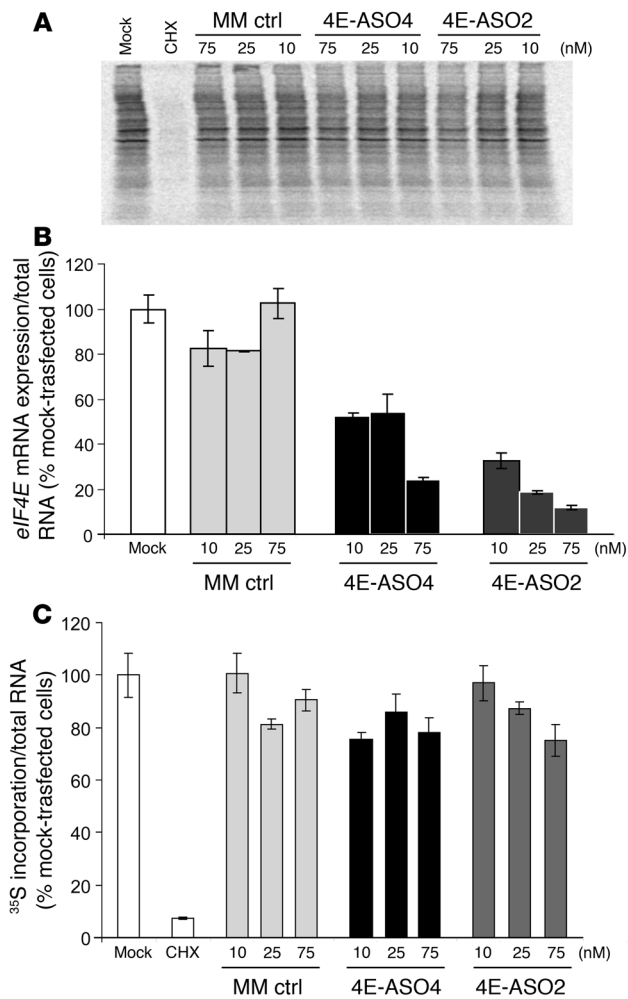 A
Mock CHX MM ctrl 4E-ASO4 4E-ASO2
75 25 10 75 25 10 75 25 10 (nM)
B
eIF4E mRNA expression/total
RNA (% mock-trasfected cells)
120
100
80
60
40
20
0
Mock 10 25 75 10 25 75 10 25 75 (nM)
MM ctrl 4E-ASO4 4E-ASO2
C
35S incorporation/total RNA
(% mock-trasfected cells)
120
100
80
60
40
20
0
Mock CHX 10 25 75 10 25 75 10 25 75 (nM)
MM ctrl 4E-ASO4 4E-ASO2